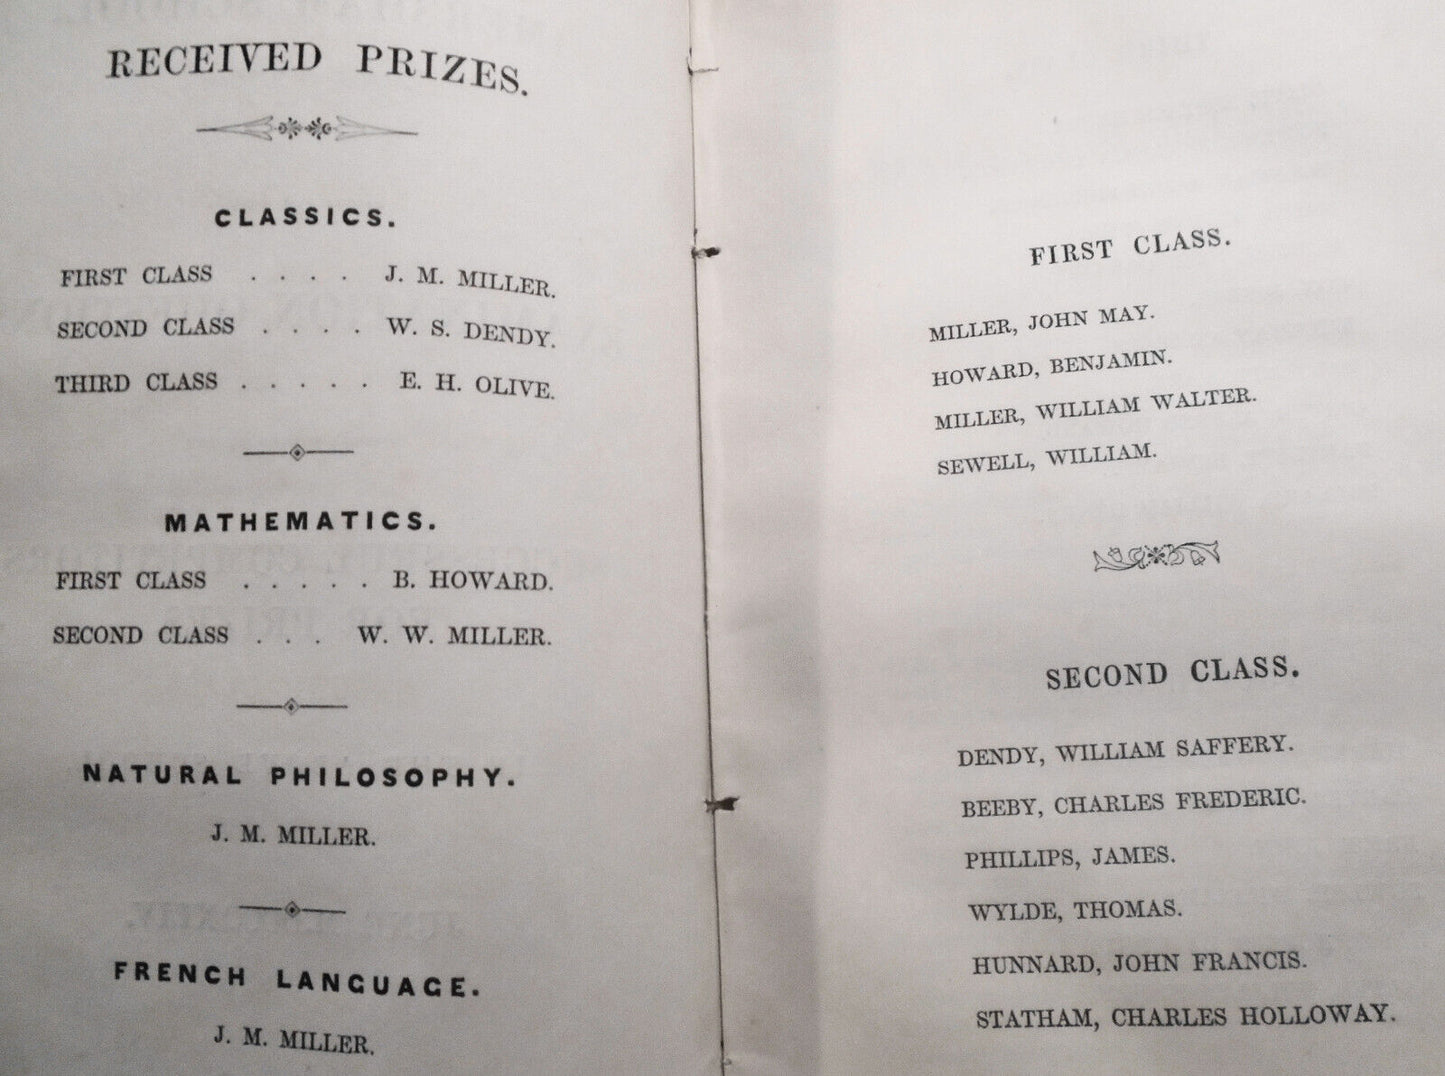 RECEIVED PRIZES.
CLASSICS.
FIRST CLASS . . . . J. M. MILLER.
SECOND CLASS . . . . W. S. DENDY.
THIRD CLASS . . . . . E. H. OLIVE.
MATHEMATICS.
FIRST CLASS . . . . . B. HOWARD.
SECOND CLASS . . . W. W. MILLER.
NATURAL PHILOSOPHY.
J. M. MILLER.
FRENCH LANGUAGE.
J. M. MILLER.
FIRST CLASS.
MILLER, JOHN MAY.
HOWARD, BENJAMIN.
MILLER, WILLIAM WALTER.
SEWELL, WILLIAM.
SECOND CLASS.
DENDY, WILLIAM SAFFERY.
BEEBY, CHARLES FREDERIC.
PHILLIPS, JAMES.
WYLDE, THOMAS.
HUNNARD, JOHN FRANCIS.
STATHAM, CHARLES HOLLOWAY.